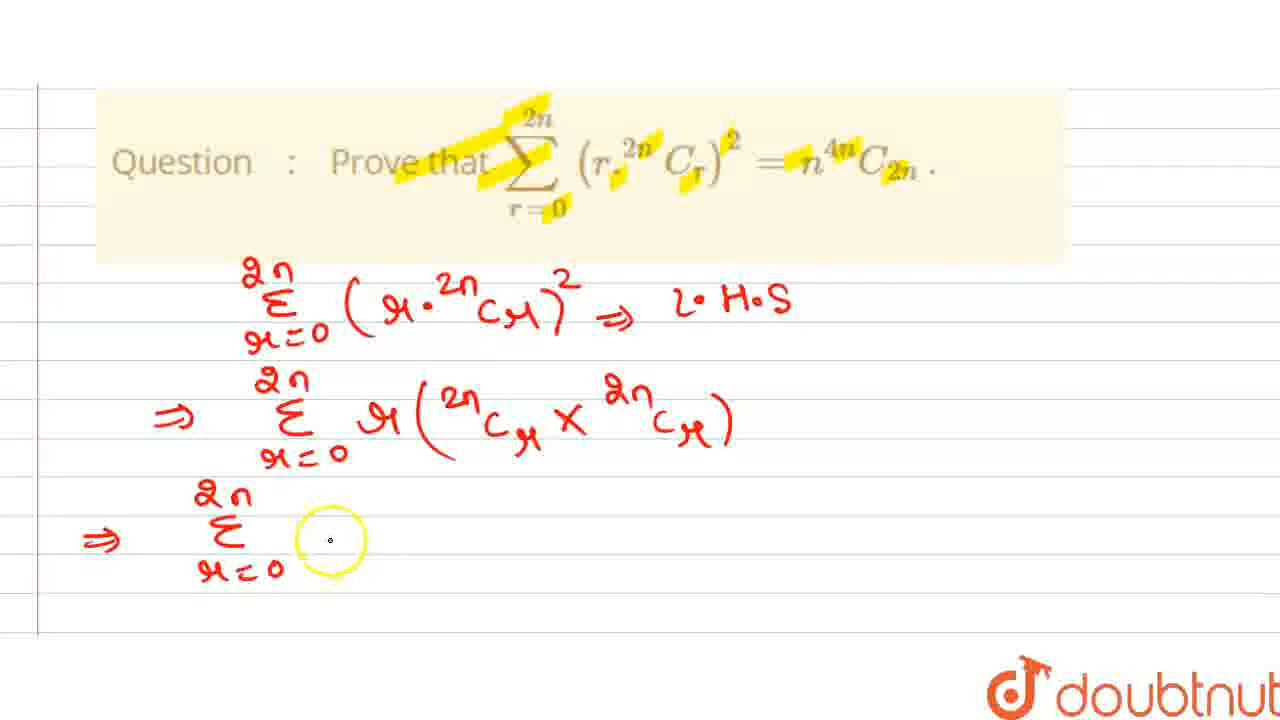 Question : Prove that ∑_{r=0}^{2n} (r.^{2n}C_r)^2 = n^{4n}C_{2n} .
∑_{r=0}^{2n} (r.^{2n}C_r)^2 ⇒ L.H.S
⇒ ∑_{r=0}^{2n} r(^{2n}C_r × ^{2n}C_r)
⇒ ∑_{r=0}^{2n}
doubtnut